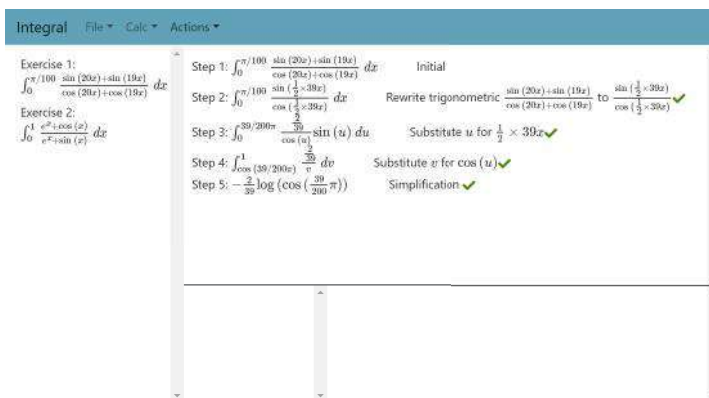 Integral File Calc Actions
Exercise 1:
∫₀^{π/100} (sin (20x)+sin (19x))/(cos (20x)+cos (19x)) dx
Exercise 2:
∫₀^1 (e^x+cos (x))/(e^x+sin (x)) dx
Step 1: ∫₀^{π/100} (sin (20x)+sin (19x))/(cos (20x)+cos (19x)) dx Initial
Step 2: ∫₀^{π/100} (sin (1/2 × 39x))/(cos (1/2 × 39x)) dx Rewrite trigonometric (sin (20x)+sin (19x))/(cos (20x)+cos (19x)) to (sin (1/2 × 39x))/(cos (1/2 × 39x)) ✔
Step 3: ∫₀^{39/200π} (2/39)/(cos (u)) sin (u) du Substitute u for 1/2 × 39x ✔
Step 4: ∫_{cos (39/200π)}^1 (2/39)/v dv Substitute v for cos (u) ✔
Step 5: −2/39 log (cos (39/200 π)) Simplification ✔